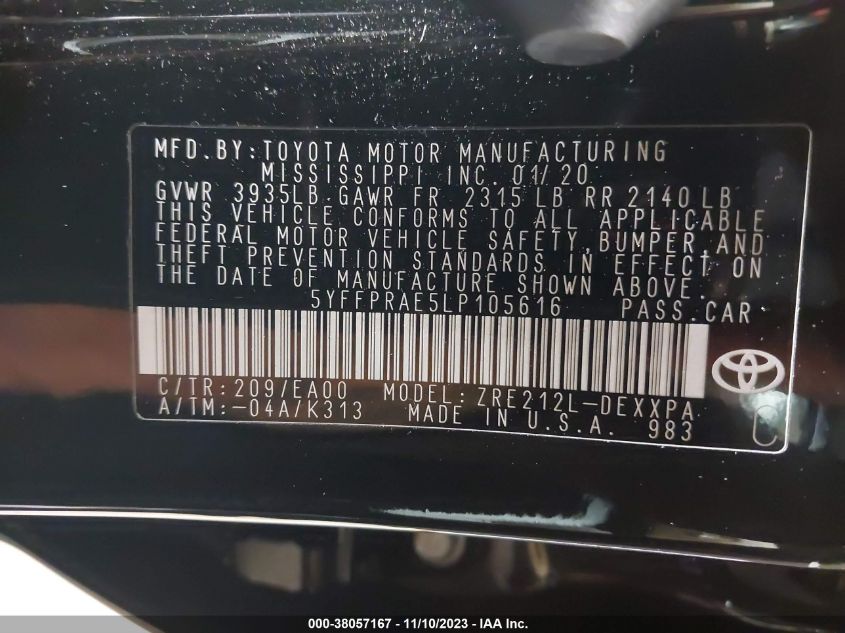 MFD.BY:TOYOTA MOTOR MANUFACTURING
MISSISSIPPI INC. 01/20
GVWR 3935LB GAWR FR 2315 LB RR 2140 LB
THIS VEHICLE CONFORMS TO ALL APPLICABLE
FEDERAL MOTOR VEHICLE SAFETY, BUMPER AND
THEFT PREVENTION STANDARDS IN EFFECT ON
THE DATE OF MANUFACTURE SHOWN ABOVE.
5YFFPRAE5LP105616 PASS.CAR
C/TR:209/EA00 MODEL:ZRE212L-DEXXPA
A/TM:-04A/K313 MADE IN U.S.A. 983
C
000-38057167 - 11/10/2023 - IAA Inc.